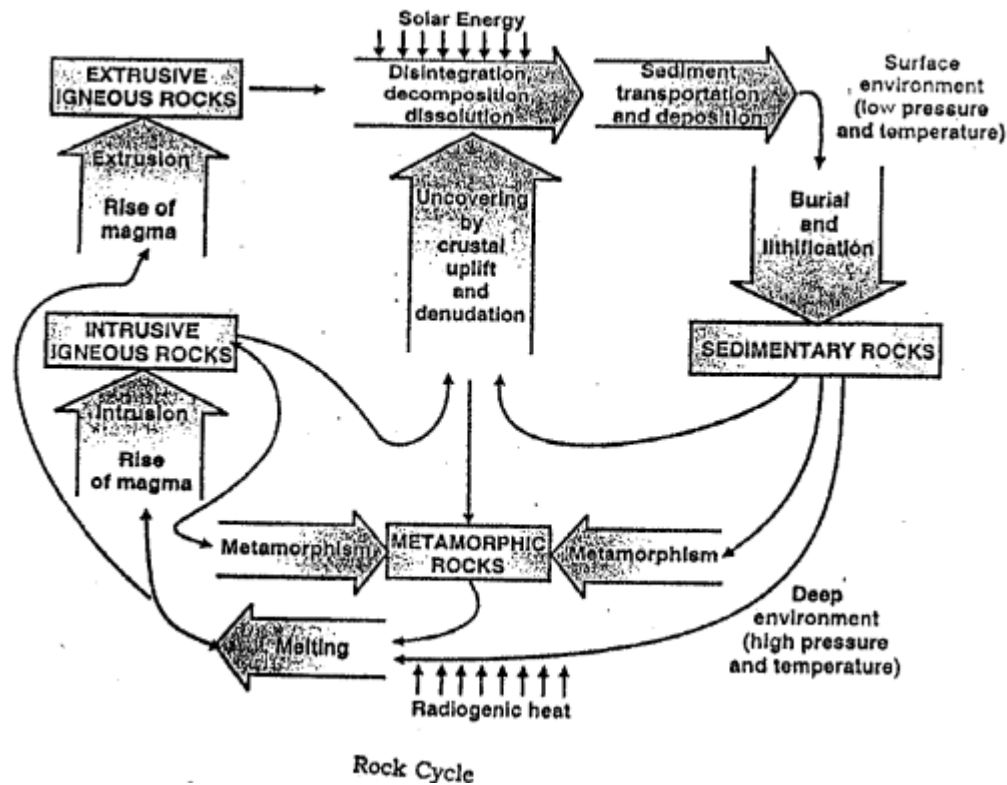 Solar Energy
EXTRUSIVE
IGNEOUS ROCKS
Disintegration,
decomposition
dissolution
Sediment
transportation
and deposition
Surface
environment
(low pressure
and temperature)
Extrusion
Rise of
magma
Uncovering
by
crustal
uplift
and
denudation
Burial
and
lithification
INTRUSIVE
IGNEOUS ROCKS
SEDIMENTARY ROCKS
Intrusion
Rise
of magma
Metamorphism
METAMORPHIC
ROCKS
Metamorphism
Deep
environment
(high pressure
and temperature)
Melting
Radiogenic heat
Rock Cycle